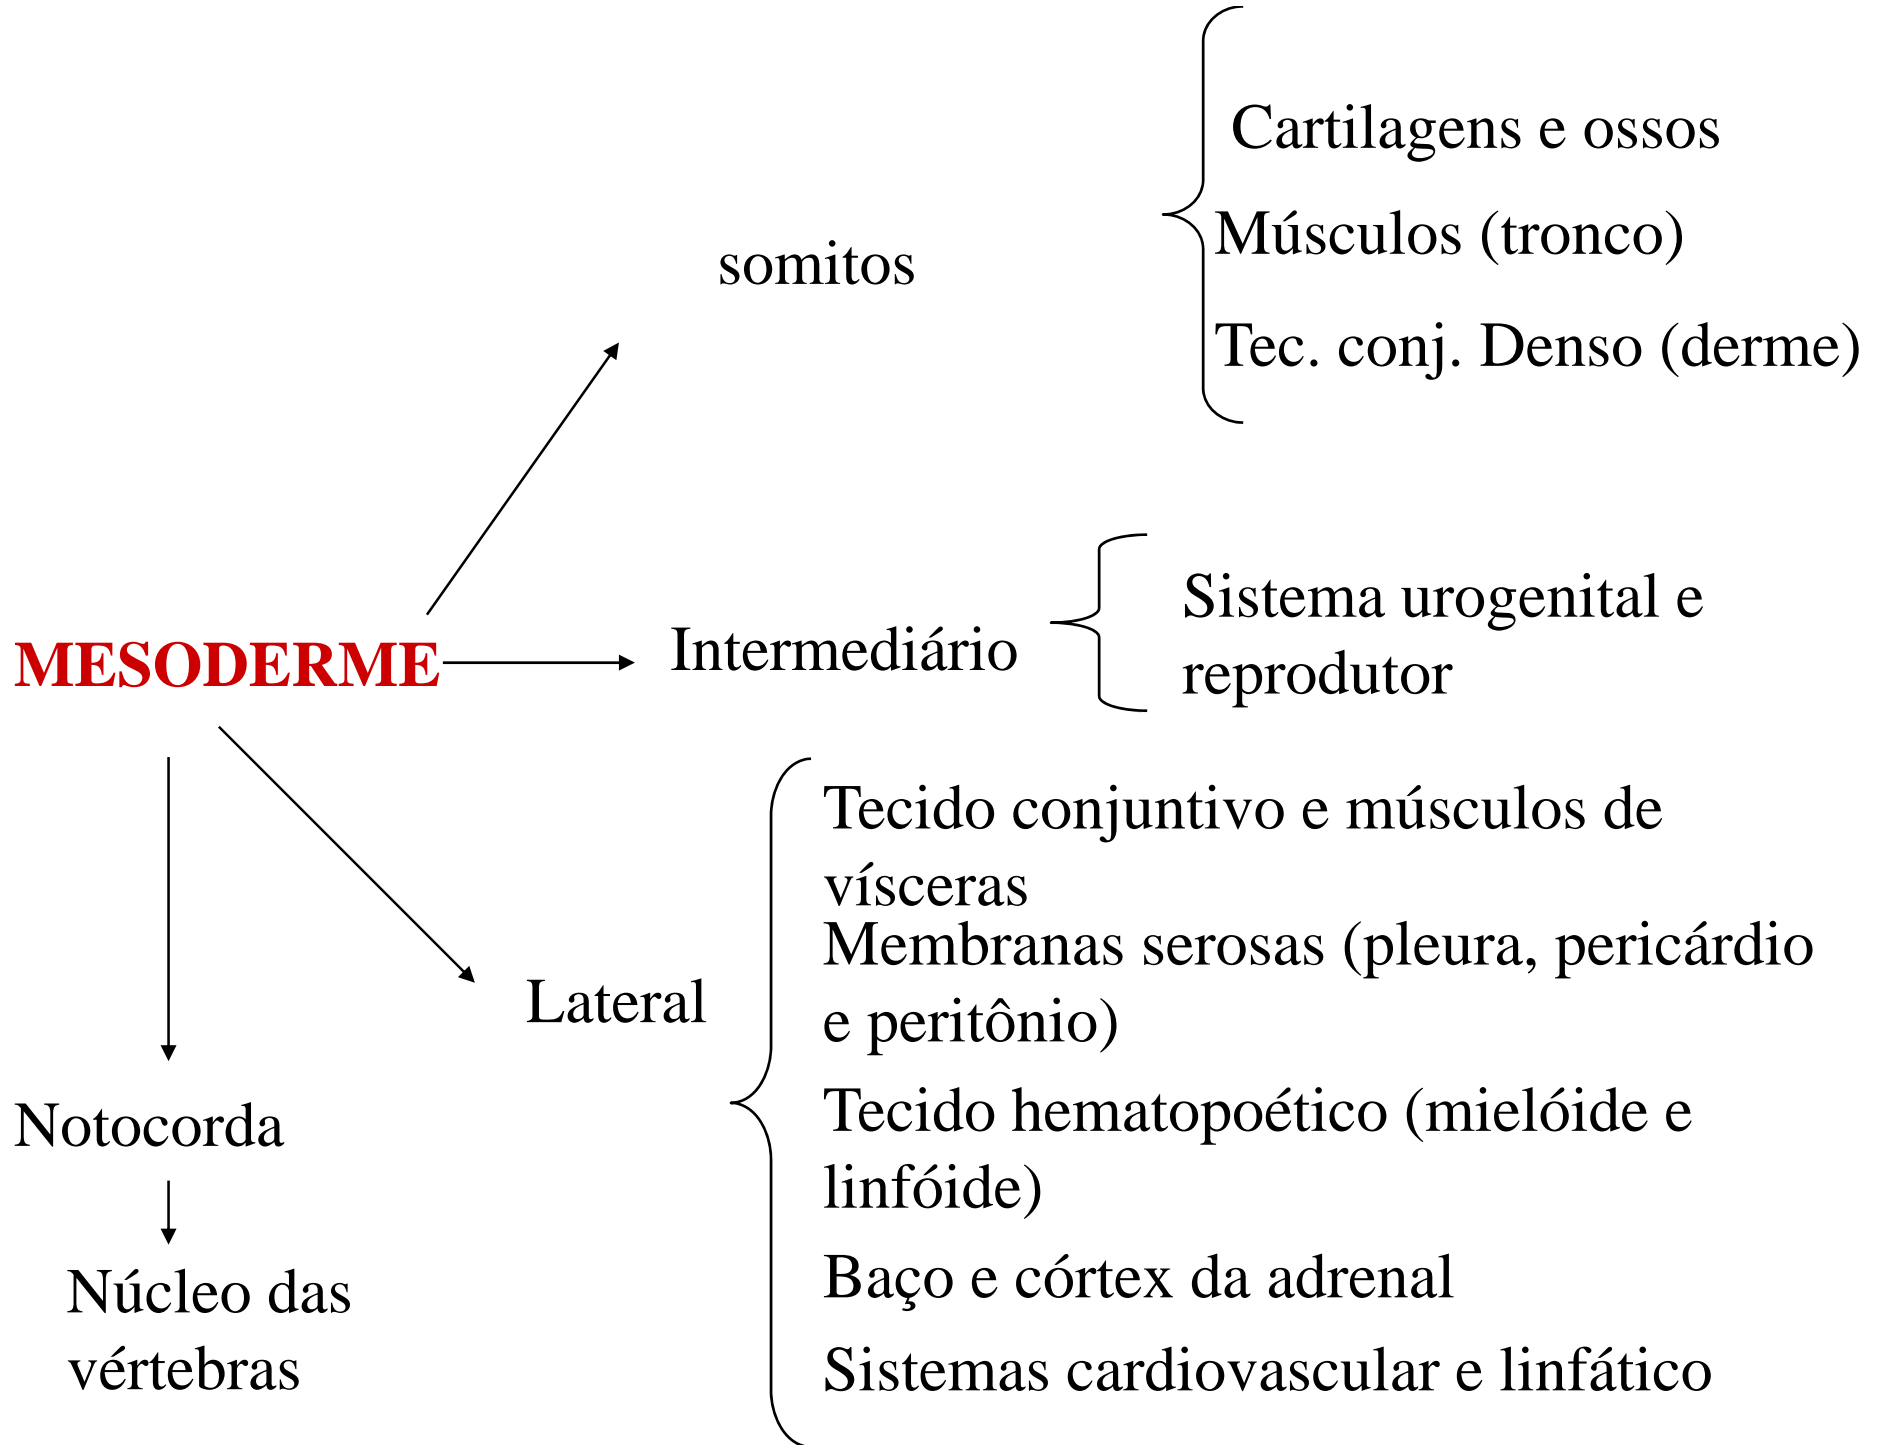 Cartilagens e ossos
Músculos (tronco)
somitos
Tec. conj. Denso (derme)
MESODERME
Intermediário
Sistema urogenital e
reprodutor
Tecido conjuntivo e músculos de
vísceras
Membranas serosas (pleura, pericárdio
e peritônio)
Lateral
Tecido hematopoético (mielóide e
linfóide)
Baço e córtex da adrenal
Sistemas cardiovascular e linfático
Notocorda
Núcleo das
vértebras